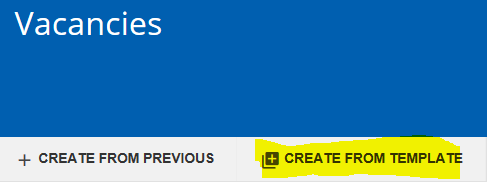 Vacancies
CREATE FROM PREVIOUS
CREATE FROM TEMPLATE